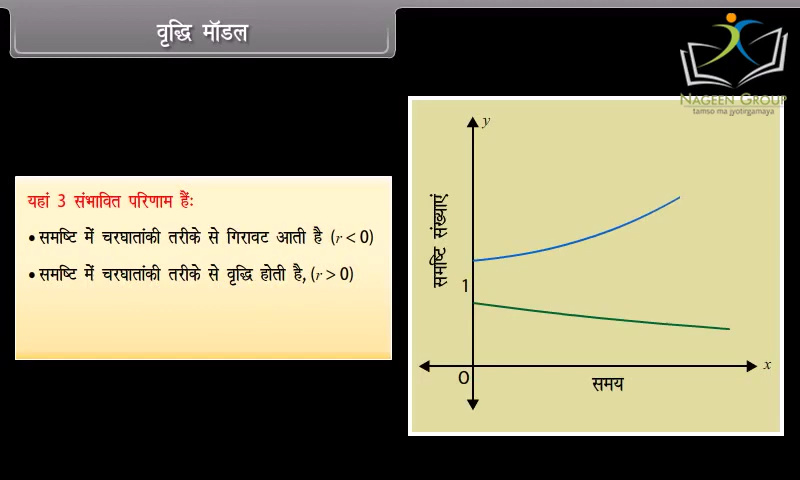 वृद्धि मॉडल
NAGEEN GROUP
tamso ma jyotirgamaya
यहां 3 संभावित परिणाम हैंः
• समष्टि में चरघातांकी तरीके से गिरावट आती है (r < 0)
• समष्टि में चरघातांकी तरीके से वृद्धि होती है, (r > 0)
y
समष्टि संख्याएं
1
0
x
समय